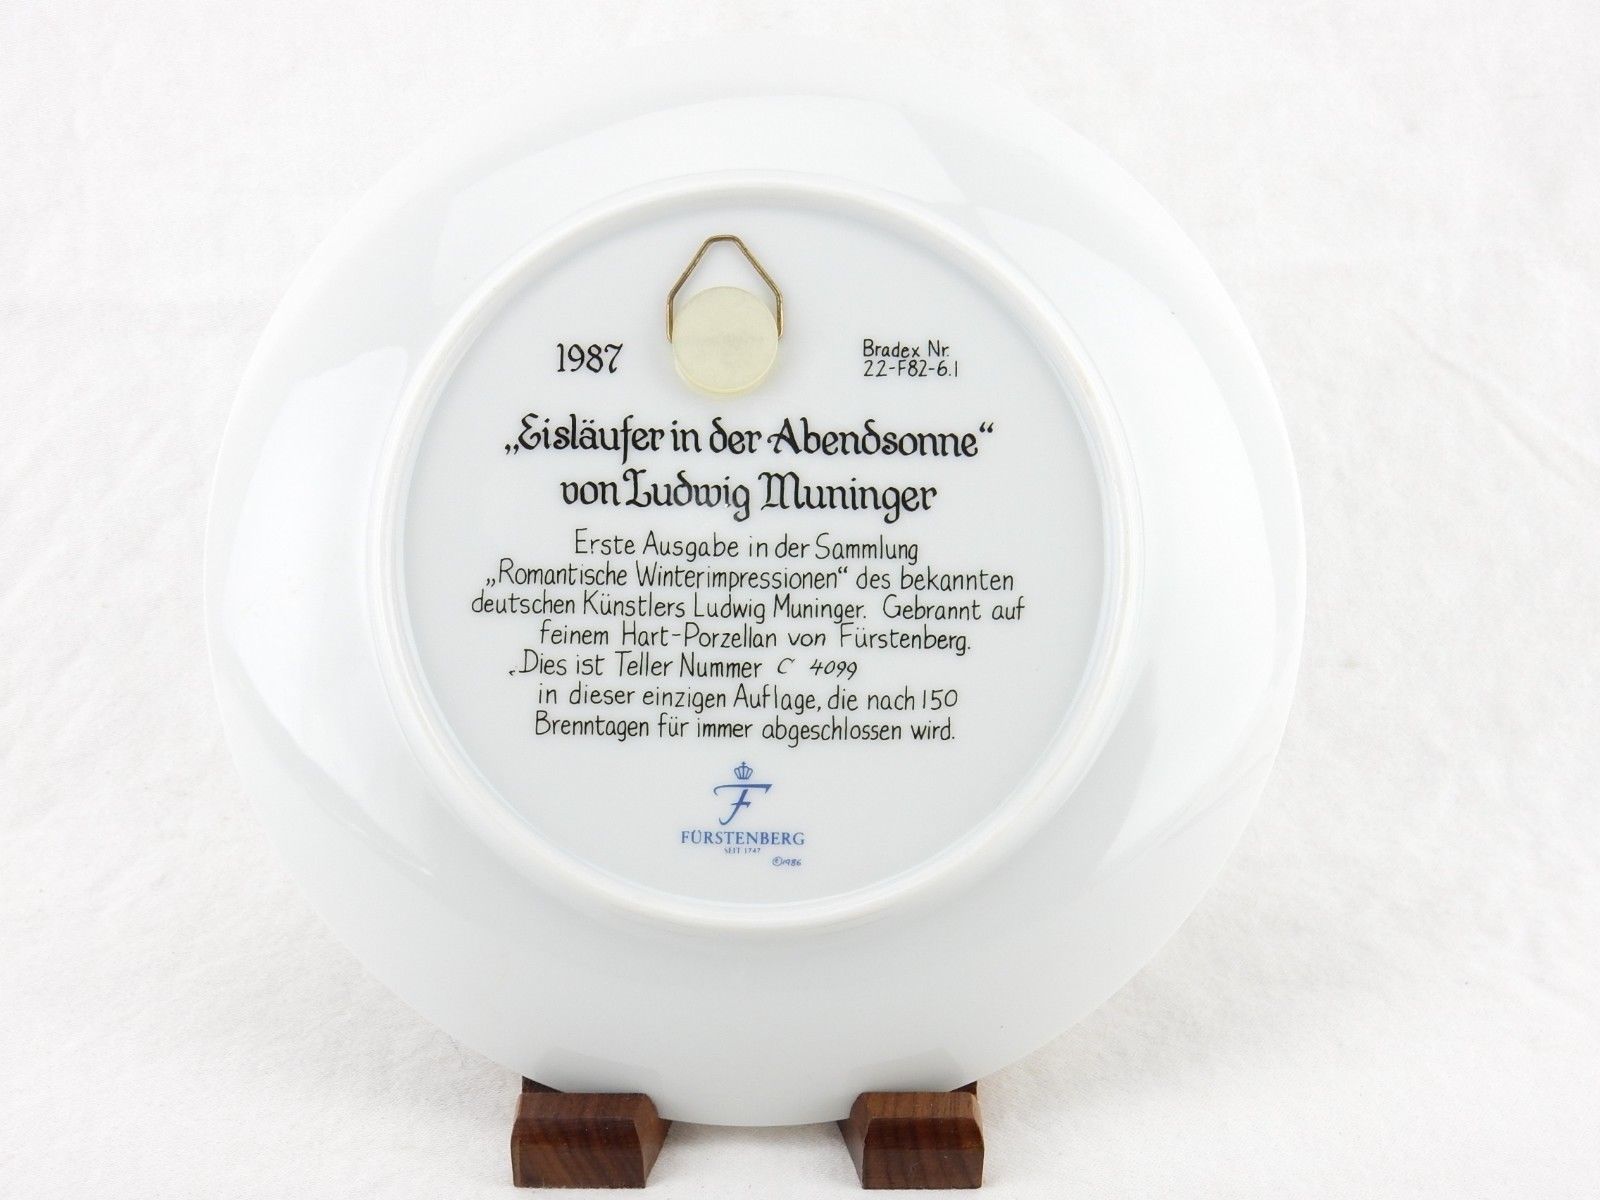 1987
Bradex Nr.
22-F82-6.1
„Eisläufer in der Abendsonne“
von Ludwig Muninger
Erste Ausgabe in der Sammlung
„Romantische Winterimpressionen“ des bekannten
deutschen Künstlers Ludwig Muninger. Gebrannt auf
feinem Hart-Porzellan von Fürstenberg.
Dies ist Teller Nummer C 4099
in dieser einzigen Auflage, die nach 150
Brenntagen für immer abgeschlossen wird.
F
FÜRSTENBERG
SEIT 1747
©1986